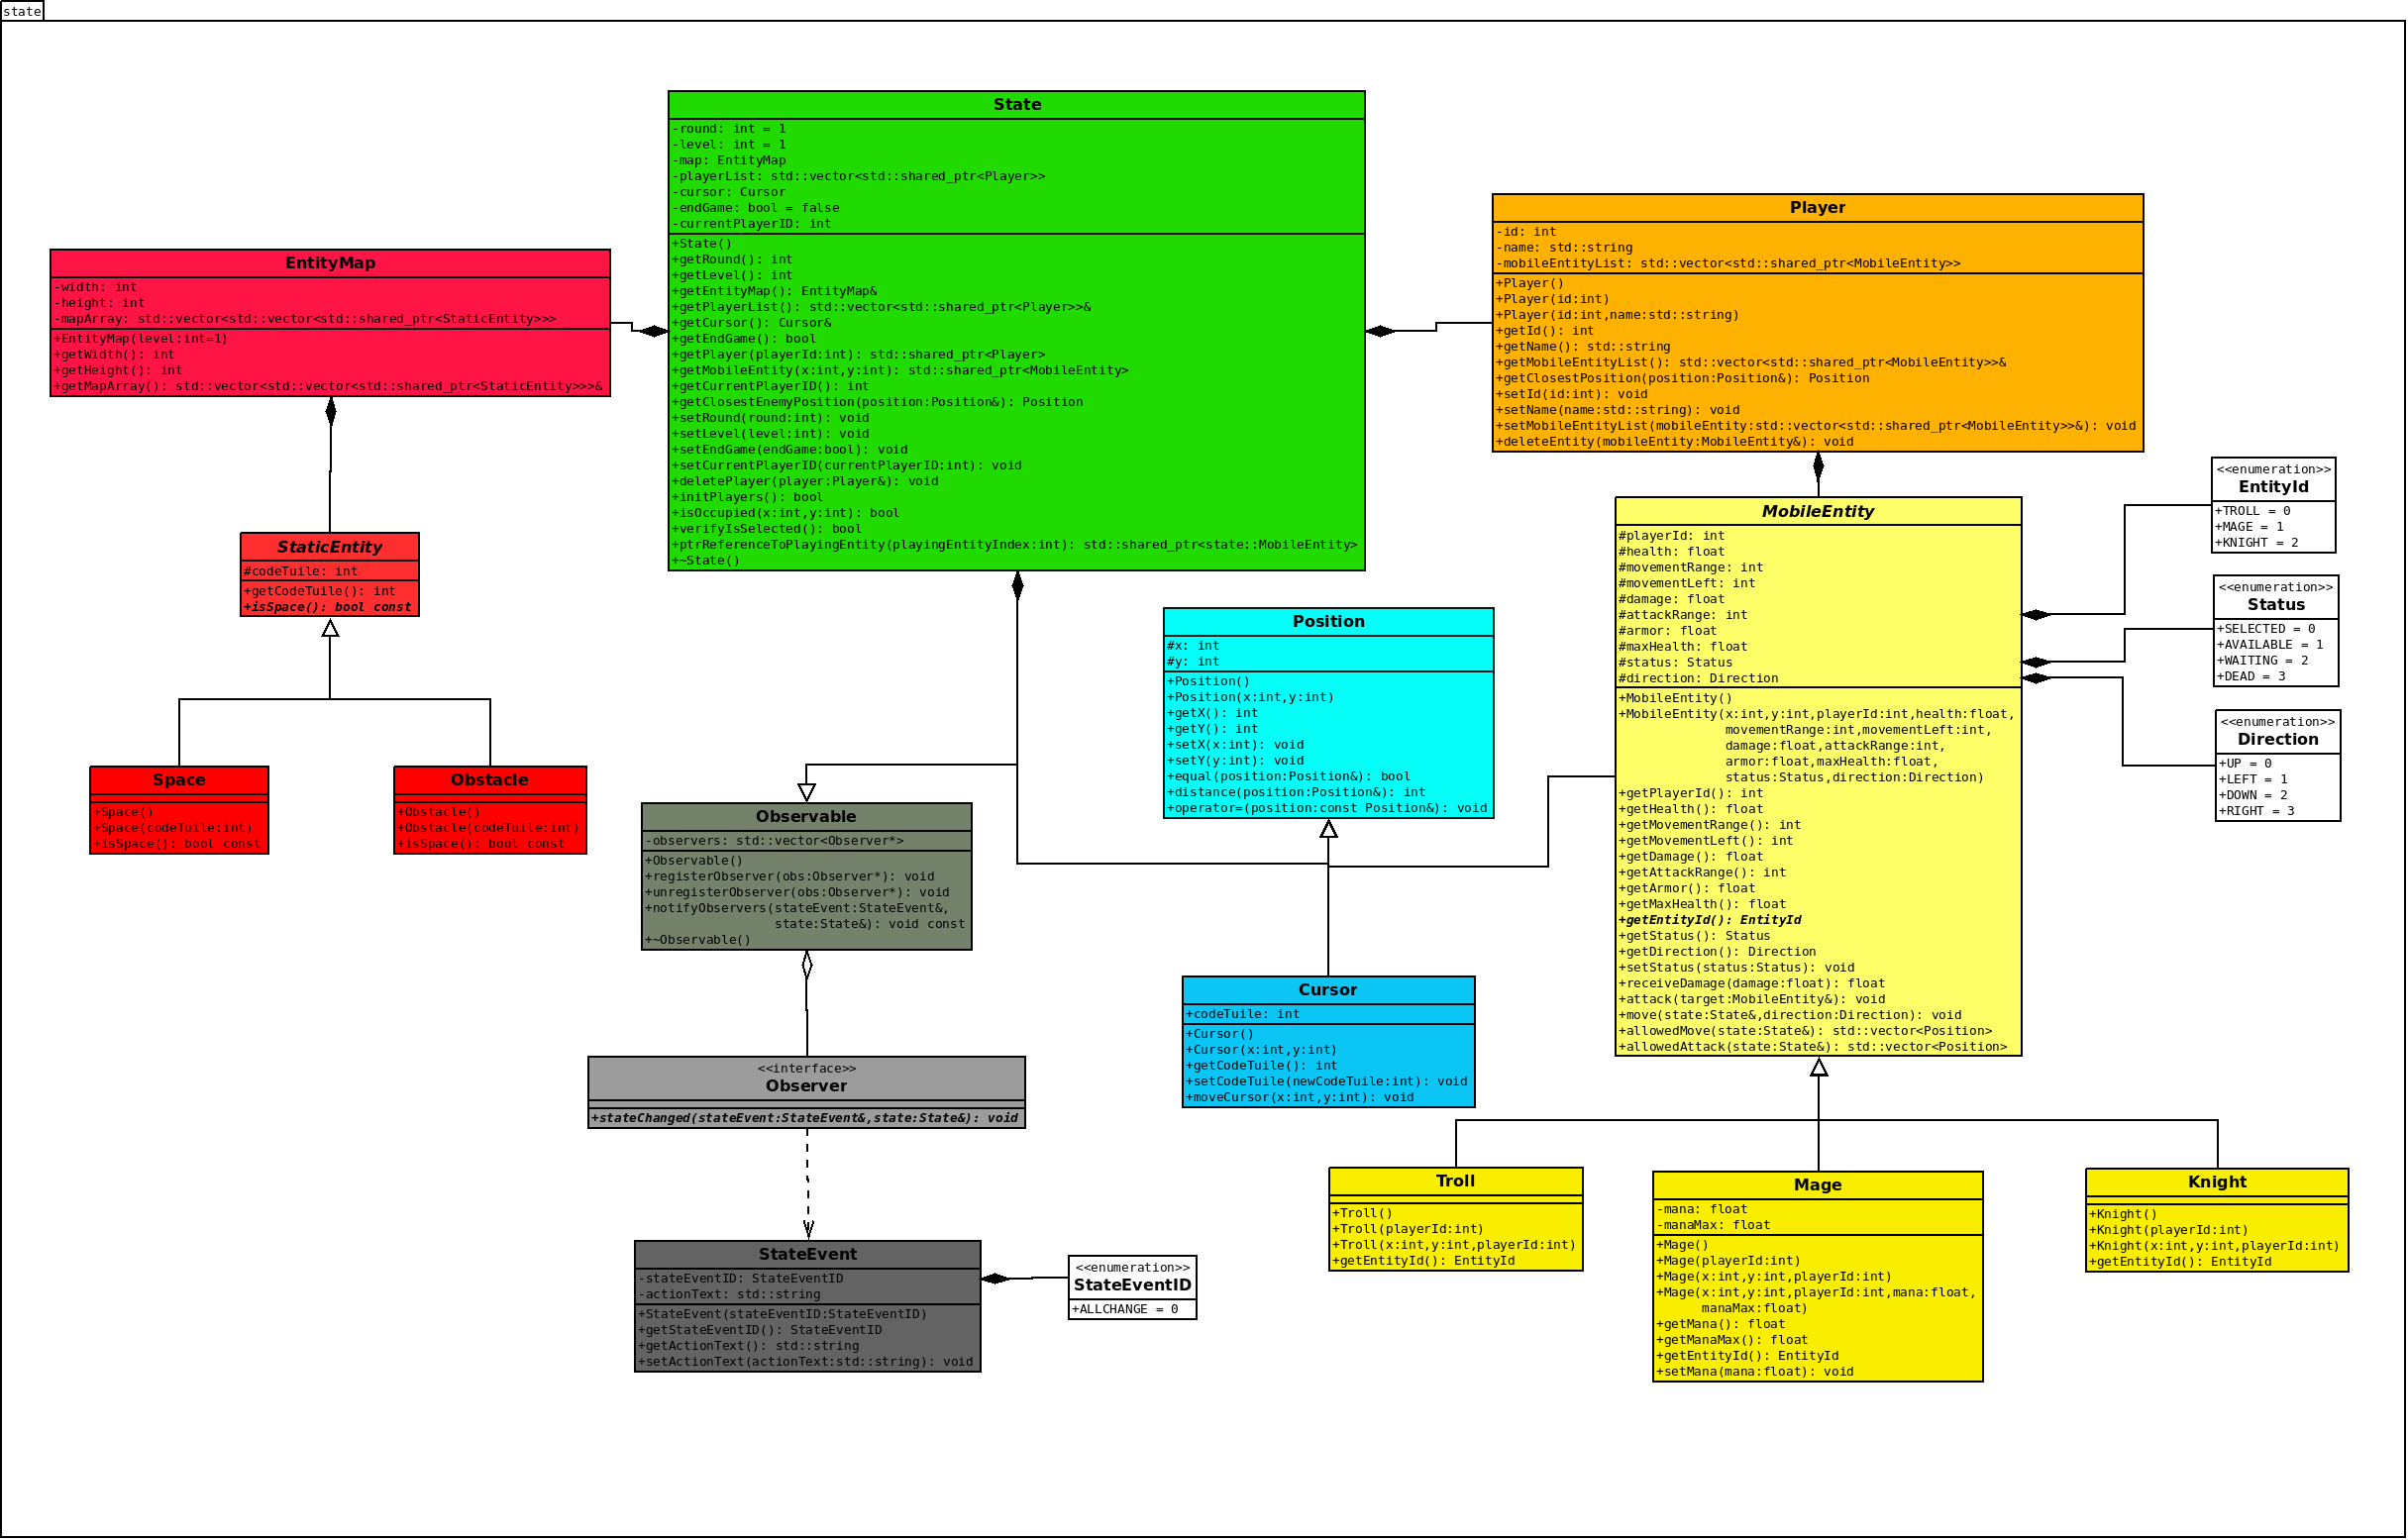 state
State
-round: int = 1
-level: int = 1
-map: EntityMap
-playerList: std::vector<std::shared_ptr<Player>>
-cursor: Cursor
-endGame: bool = false
-currentPlayerID: int
+State()
+getRound(): int
+getLevel(): int
+getEntityMap(): EntityMap&
+getPlayerList(): std::vector<std::shared_ptr<Player>>&
+getCursor(): Cursor&
+getEndGame(): bool
+getPlayer(playerId:int): std::shared_ptr<Player>
+getMobileEntity(x:int,y:int): std::shared_ptr<MobileEntity>
+getCurrentPlayerID(): int
+getClosestEnemyPosition(position:Position&): Position
+setRound(round:int): void
+setLevel(level:int): void
+setEndGame(endGame:bool): void
+setCurrentPlayerID(currentPlayerID:int): void
+deletePlayer(player:Player&): void
+initPlayers(): bool
+isOccupied(x:int,y:int): bool
+verifyIsSelected(): bool
+ptrReferenceToPlayingEntity(playingEntityIndex:int): std::shared_ptr<state::MobileEntity>
+~State()
Player
-id: int
-name: std::string
-mobileEntityList: std::vector<std::shared_ptr<MobileEntity>>
+Player()
+Player(id:int)
+Player(id:int,name:std::string)
+getId(): int
+getName(): std::string
+getMobileEntityList(): std::vector<std::shared_ptr<MobileEntity>>&
+getClosestPosition(position:Position&): Position
+setId(id:int): void
+setName(name:std::string): void
+setMobileEntityList(mobileEntity:std::vector<std::shared_ptr<MobileEntity>>&): void
+deleteEntity(mobileEntity:MobileEntity&): void
EntityMap
-width: int
-height: int
-mapArray: std::vector<std::vector<std::shared_ptr<StaticEntity>>>
+EntityMap(level:int=1)
+getWidth(): int
+getHeight(): int
+getMapArray(): std::vector<std::vector<std::shared_ptr<StaticEntity>>>&
StaticEntity
#codeTuile: int
+getCodeTuile(): int
+isSpace(): bool const
Space
+Space()
+Space(codeTuile:int)
+isSpace(): bool const
Obstacle
+Obstacle()
+Obstacle(codeTuile:int)
+isSpace(): bool const
Observable
-observers: std::vector<Observer*>
+Observable()
+registerObserver(obs:Observer*): void
+unregisterObserver(obs:Observer*): void
+notifyObservers(stateEvent:StateEvent&,
state:State&): void const
+~Observable()
<<interface>>
Observer
+stateChanged(stateEvent:StateEvent&,state:State&): void
StateEvent
-stateEventID: StateEventID
-actionText: std::string
+StateEvent(stateEventID:StateEventID)
+getStateEventID(): StateEventID
+getActionText(): std::string
+setActionText(actionText:std::string): void
<<enumeration>>
StateEventID
+ALLCHANGE = 0
Position
#x: int
#y: int
+Position()
+Position(x:int,y:int)
+getX(): int
+getY(): int
+setX(x:int): void
+setY(y:int): void
+equal(position:Position&): bool
+distance(position:Position&): int
+operator=(position:const Position&): void
Cursor
+codeTuile: int
+Cursor()
+Cursor(x:int,y:int)
+getCodeTuile(): int
+setCodeTuile(newCodeTuile:int): void
+moveCursor(x:int,y:int): void
MobileEntity
#playerId: int
#health: float
#movementRange: int
#movementLeft: int
#damage: float
#attackRange: int
#armor: float
#maxHealth: float
#status: Status
#direction: Direction
+MobileEntity()
+MobileEntity(x:int,y:int,playerId:int,health:float,
movementRange:int,movementLeft:int,
damage:float,attackRange:int,
armor:float,maxHealth:float,
status:Status,direction:Direction)
+getPlayerId(): int
+getHealth(): float
+getMovementRange(): int
+getMovementLeft(): int
+getDamage(): float
+getAttackRange(): int
+getArmor(): float
+getMaxHealth(): float
+getEntityId(): EntityId
+getStatus(): Status
+getDirection(): Direction
+setStatus(status:Status): void
+receiveDamage(damage:float): float
+attack(target:MobileEntity&): void
+move(state:State&,direction:Direction): void
+allowedMove(state:State&): std::vector<Position>
+allowedAttack(state:State&): std::vector<Position>
<<enumeration>>
EntityId
+TROLL = 0
+MAGE = 1
+KNIGHT = 2
<<enumeration>>
Status
+SELECTED = 0
+AVAILABLE = 1
+WAITING = 2
+DEAD = 3
<<enumeration>>
Direction
+UP = 0
+LEFT = 1
+DOWN = 2
+RIGHT = 3
Troll
+Troll()
+Troll(playerId:int)
+Troll(x:int,y:int,playerId:int)
+getEntityId(): EntityId
Mage
-mana: float
-manaMax: float
+Mage()
+Mage(playerId:int)
+Mage(x:int,y:int,playerId:int)
+Mage(x:int,y:int,playerId:int,mana:float,
manaMax:float)
+getMana(): float
+getManaMax(): float
+getEntityId(): EntityId
+setMana(mana:float): void
Knight
+Knight()
+Knight(playerId:int)
+Knight(x:int,y:int,playerId:int)
+getEntityId(): EntityId